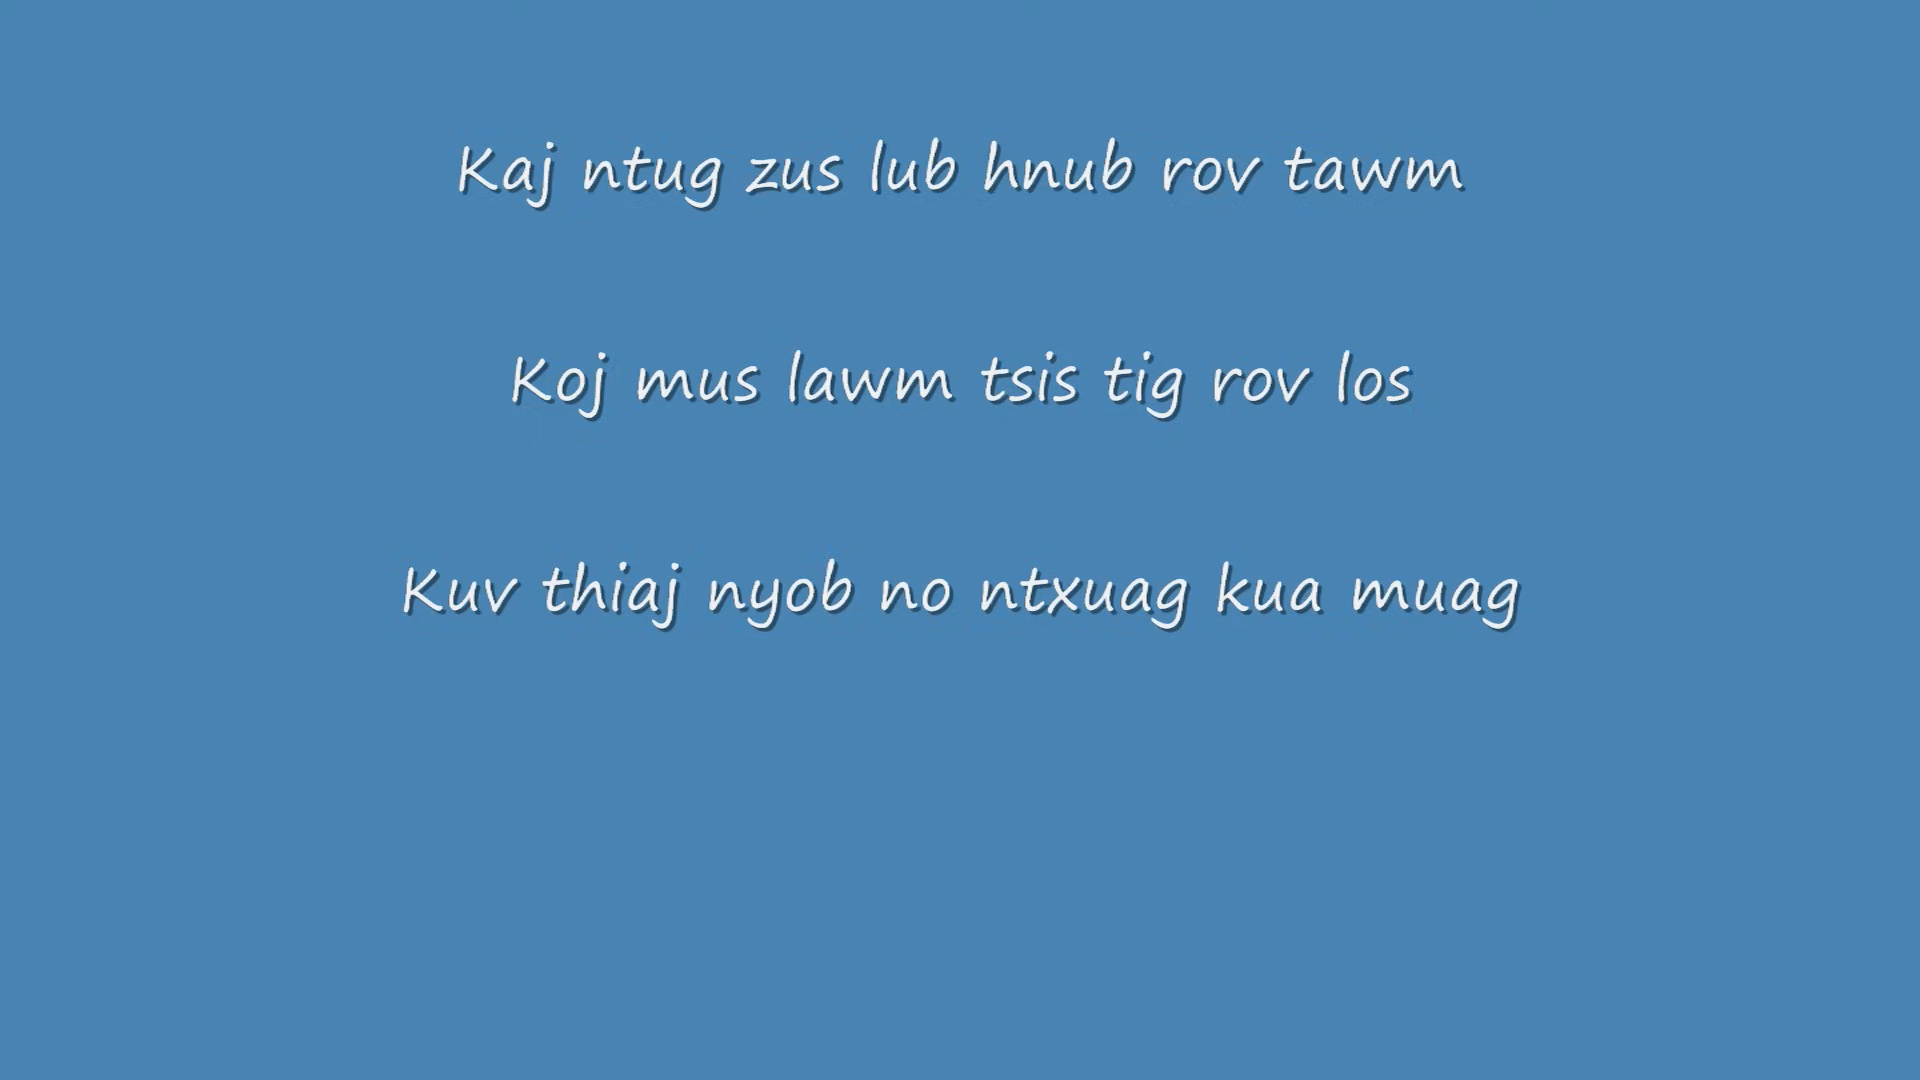 Kaj ntug zus lub hnub rov tawm
Koj mus lawm tsis tig rov los
Kuv thiaj nyob no ntxuag kua muag